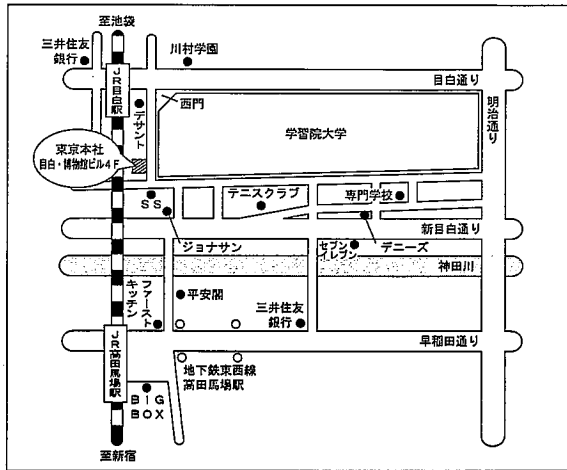 至池袋
三井住友
銀行
川村学園
JR目白駅
目白通り
デサント
西門
明治通り
学習院大学
東京本社
目白・博物館ビル4F
テニスクラブ
専門学校
SS
新目白通り
ジョナサン
セブン
イレブン
デニーズ
神田川
ファースト
キッチン
平安閣
三井住友
銀行
早稲田通り
JR高田馬場駅
地下鉄東西線
高田馬場駅
BIG
BOX
至新宿